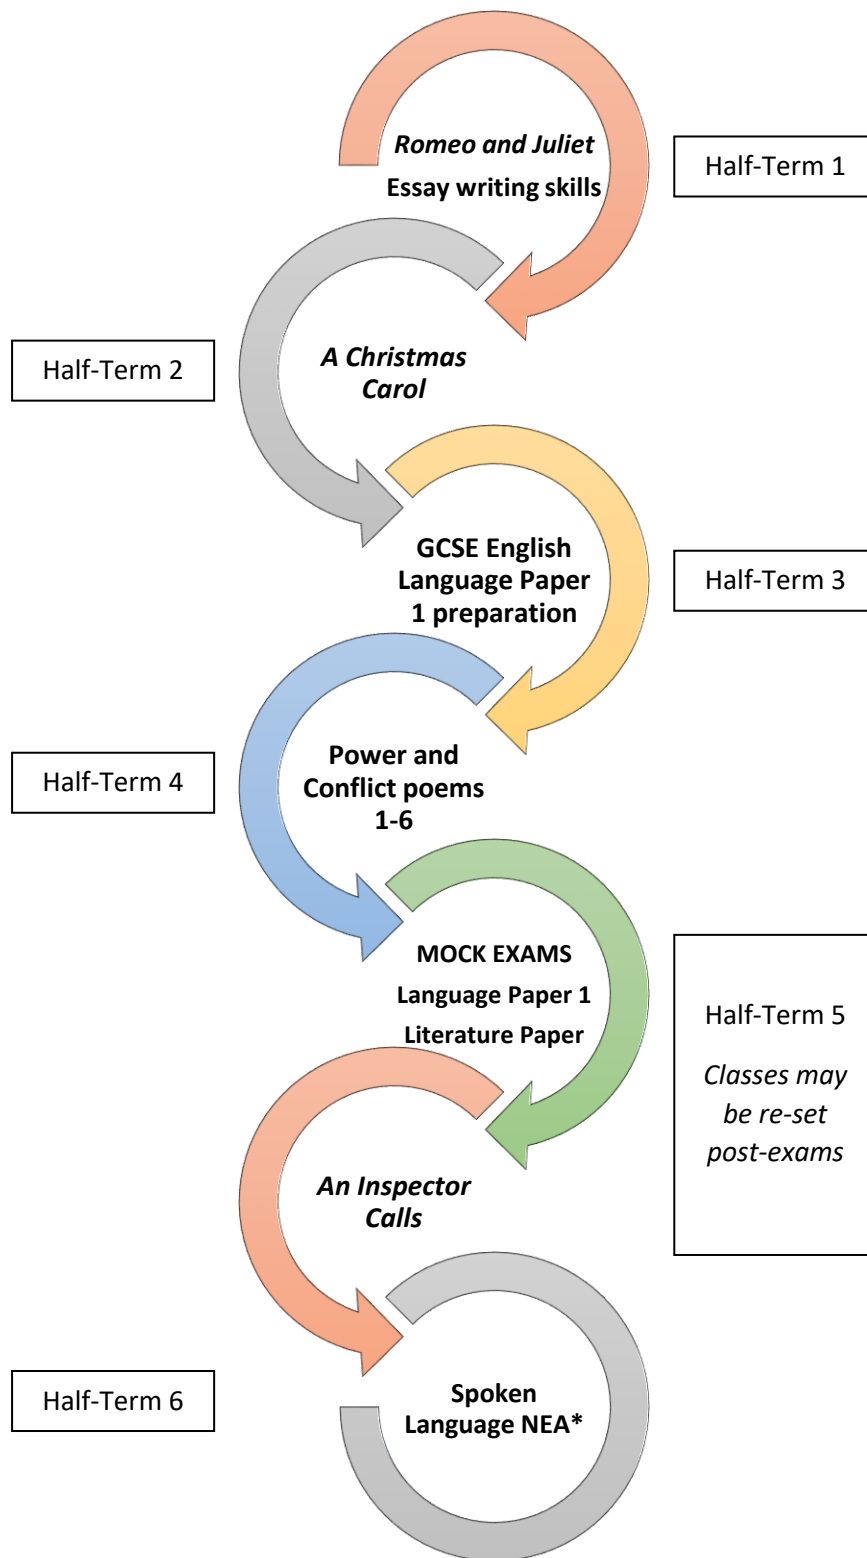 Romeo and Juliet
Essay writing skills
Half-Term 1
Half-Term 2
A Christmas
Carol
GCSE English
Language Paper
1 preparation
Half-Term 3
Half-Term 4
Power and
Conflict poems
1-6
MOCK EXAMS
Language Paper 1
Literature Paper
Half-Term 5
Classes may
be re-set
post-exams
An Inspector
Calls
Half-Term 6
Spoken
Language NEA*